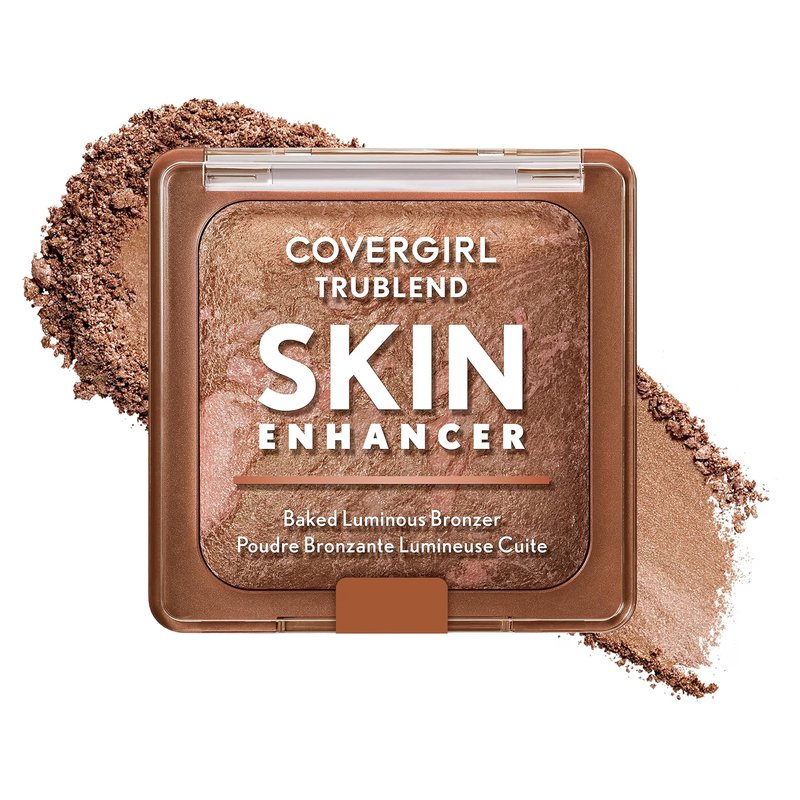 COVERGIRL
TRUBLEND
SKIN
ENHANCER
Baked Luminous Bronzer
Poudre Bronzante Lumineuse Cuite